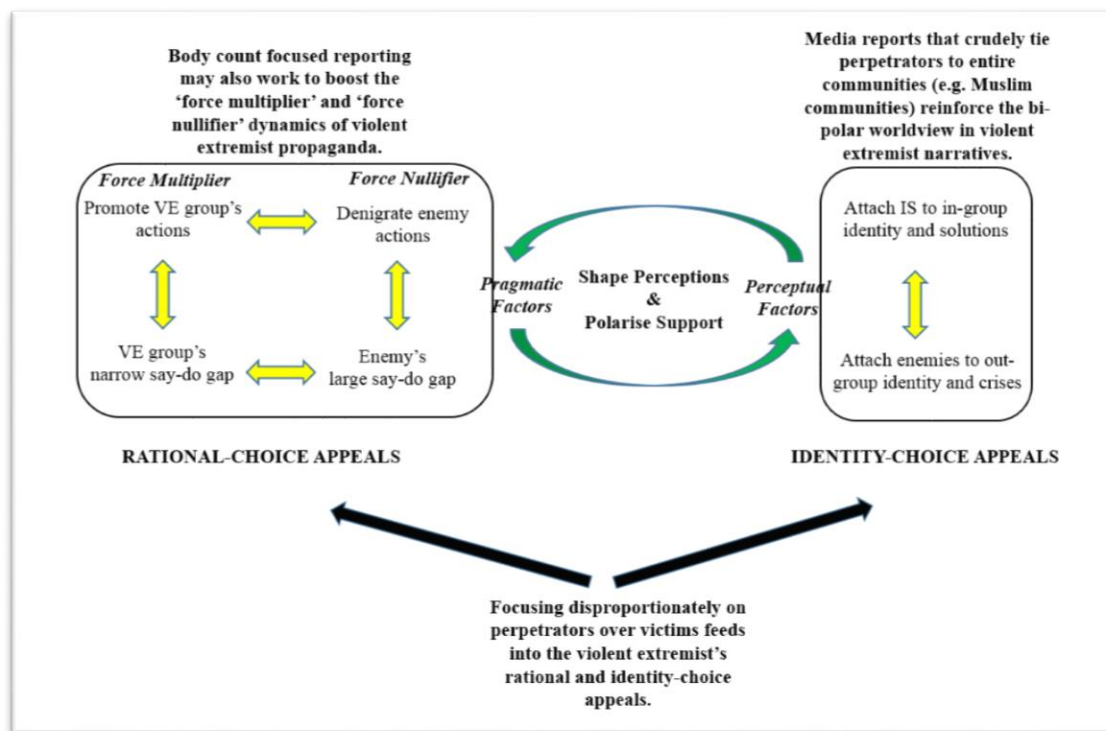 Body count focused reporting
may also work to boost the
‘force multiplier’ and ‘force
nullifier’ dynamics of violent
extremist propaganda.
Media reports that crudely tie
perpetrators to entire
communities (e.g. Muslim
communities) reinforce the bi-
polar worldview in violent
extremist narratives.
Force Multiplier
Promote VE group’s
actions
Force Nullifier
Denigrate enemy
actions
VE group’s
narrow say-do gap
Enemy’s
large say-do gap
Pragmatic
Factors
Shape Perceptions
&
Polarise Support
Perceptual
Factors
Attach IS to in-group
identity and solutions
Attach enemies to out-
group identity and crises
RATIONAL-CHOICE APPEALS
IDENTITY-CHOICE APPEALS
Focusing disproportionately on
perpetrators over victims feeds
into the violent extremist’s
rational and identity-choice
appeals.